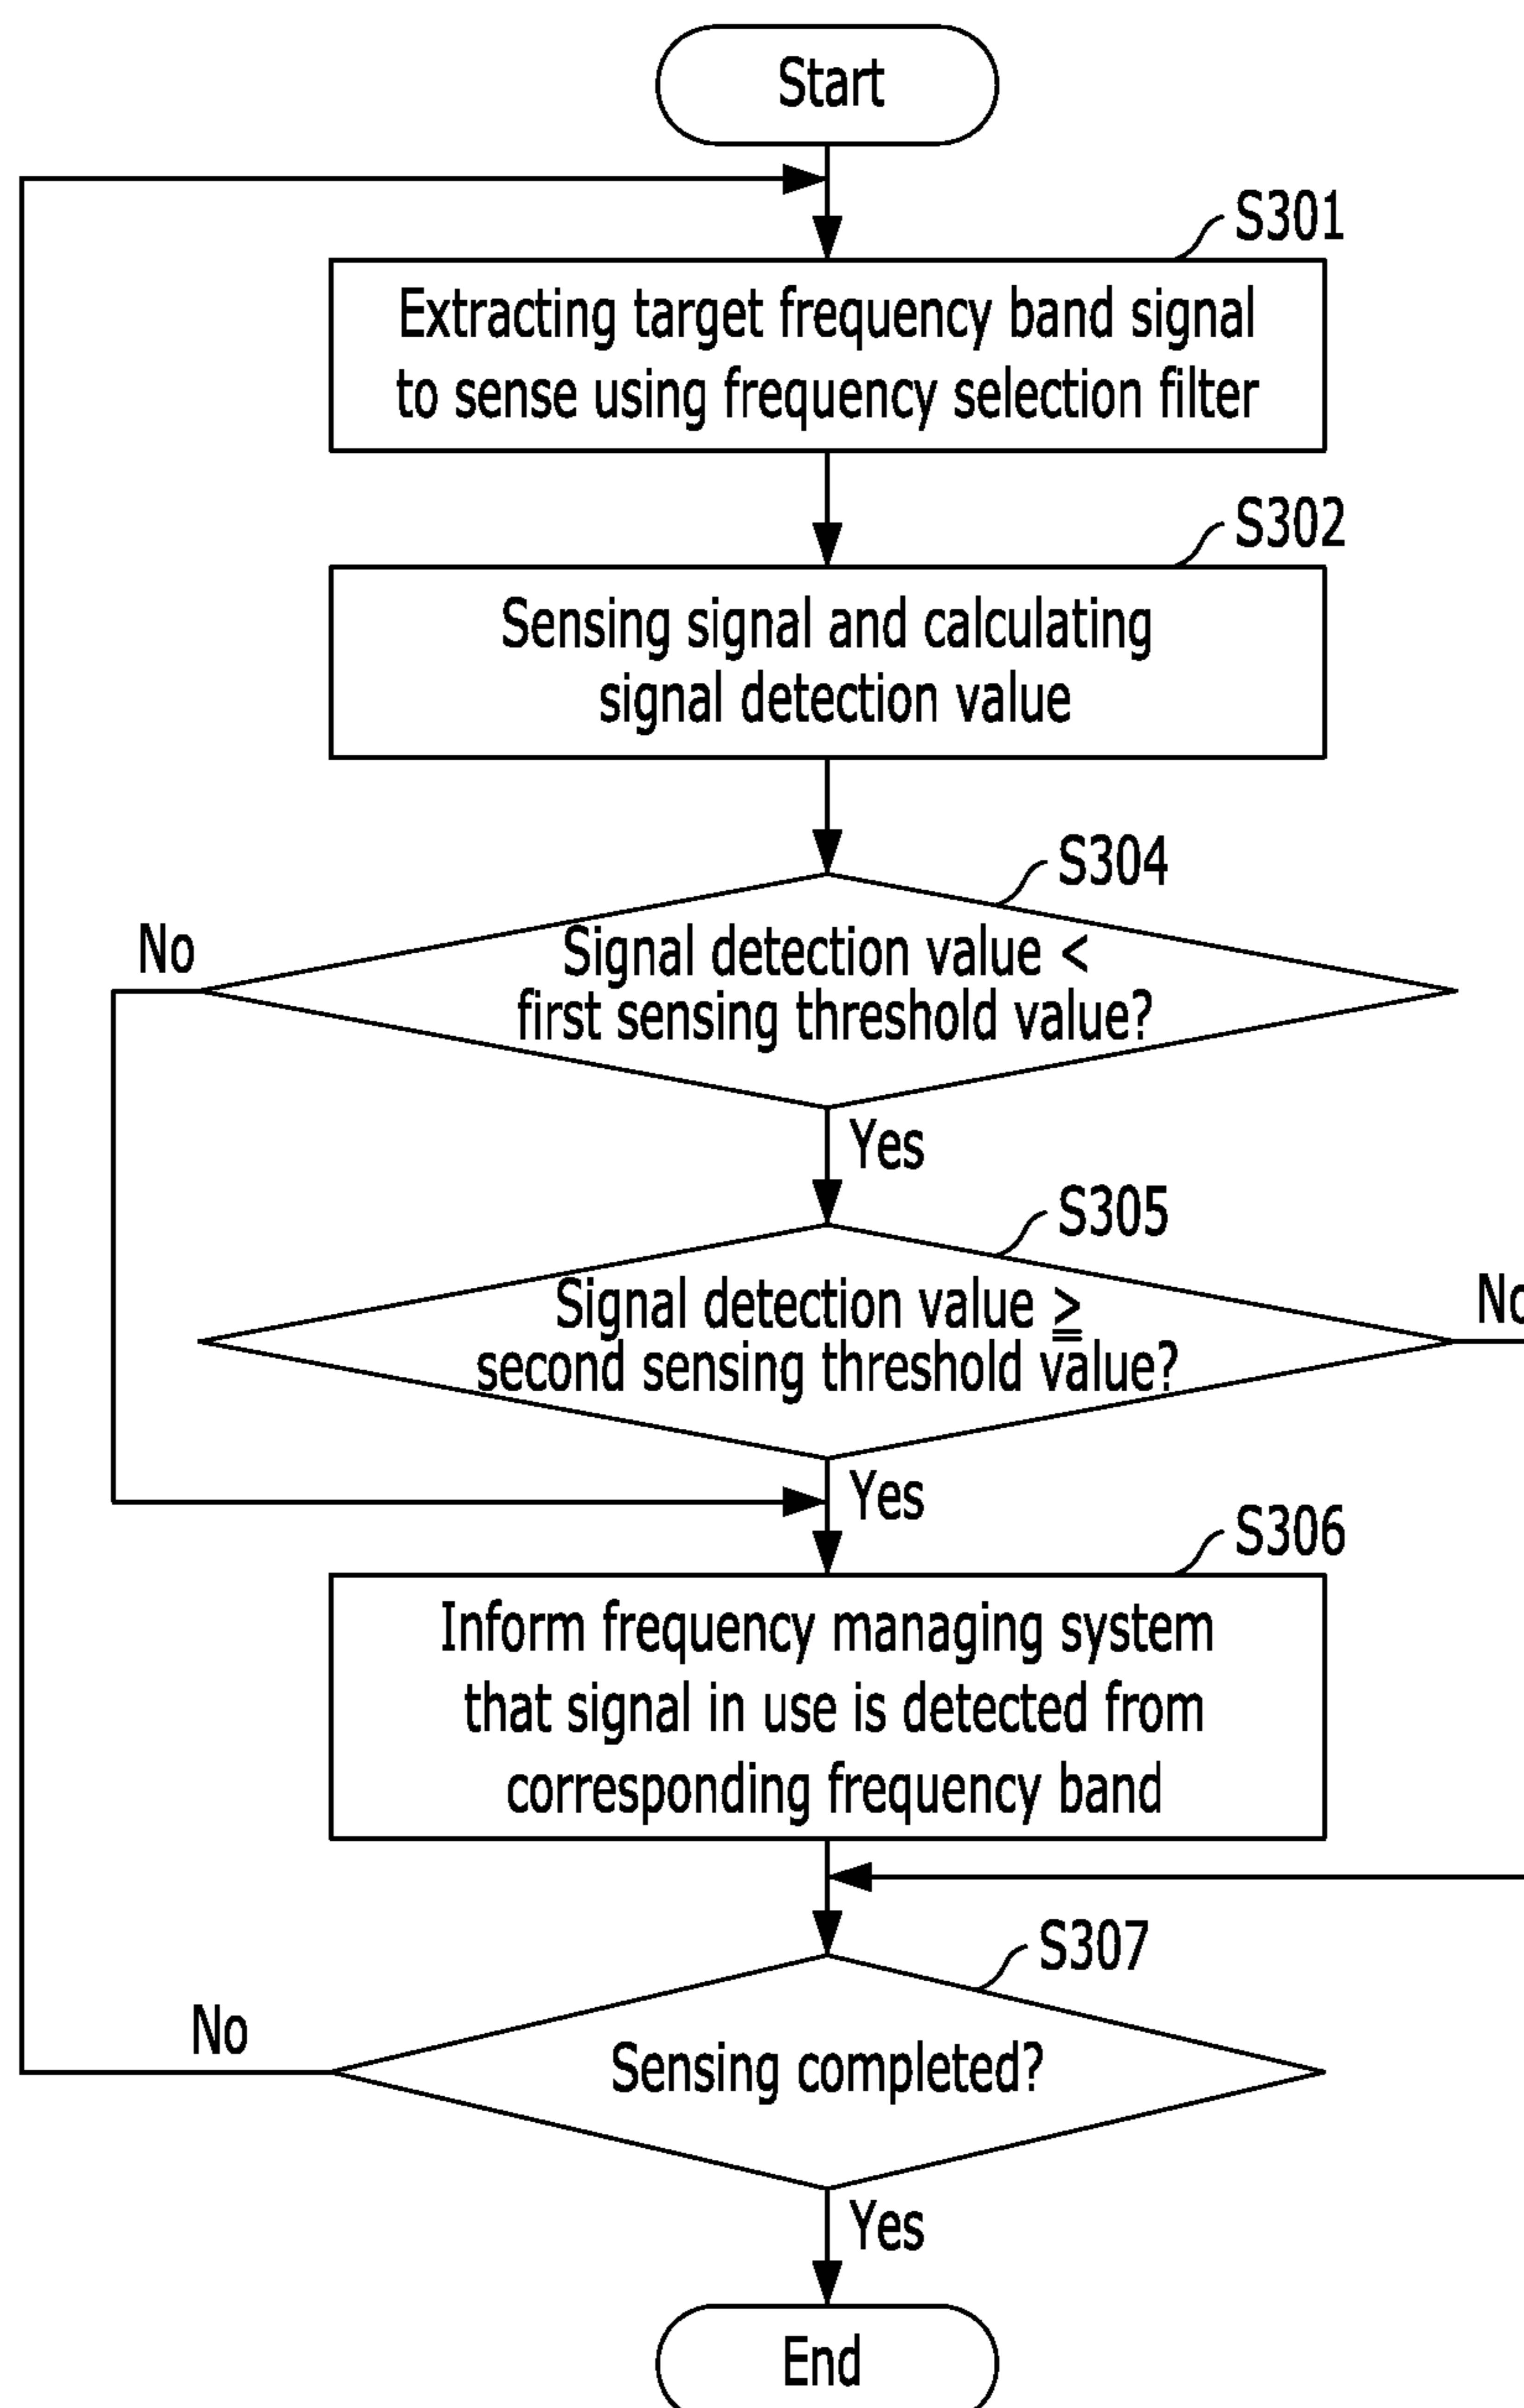 Start
S301
Extracting target frequency band signal
to sense using frequency selection filter
S302
Sensing signal and calculating
signal detection value
S304
No
Signal detection value <
first sensing threshold value?
Yes
S305
Signal detection value ≧
second sensing threshold value?
No
Yes
S306
Inform frequency managing system
that signal in use is detected from
corresponding frequency band
S307
No
Sensing completed?
Yes
End